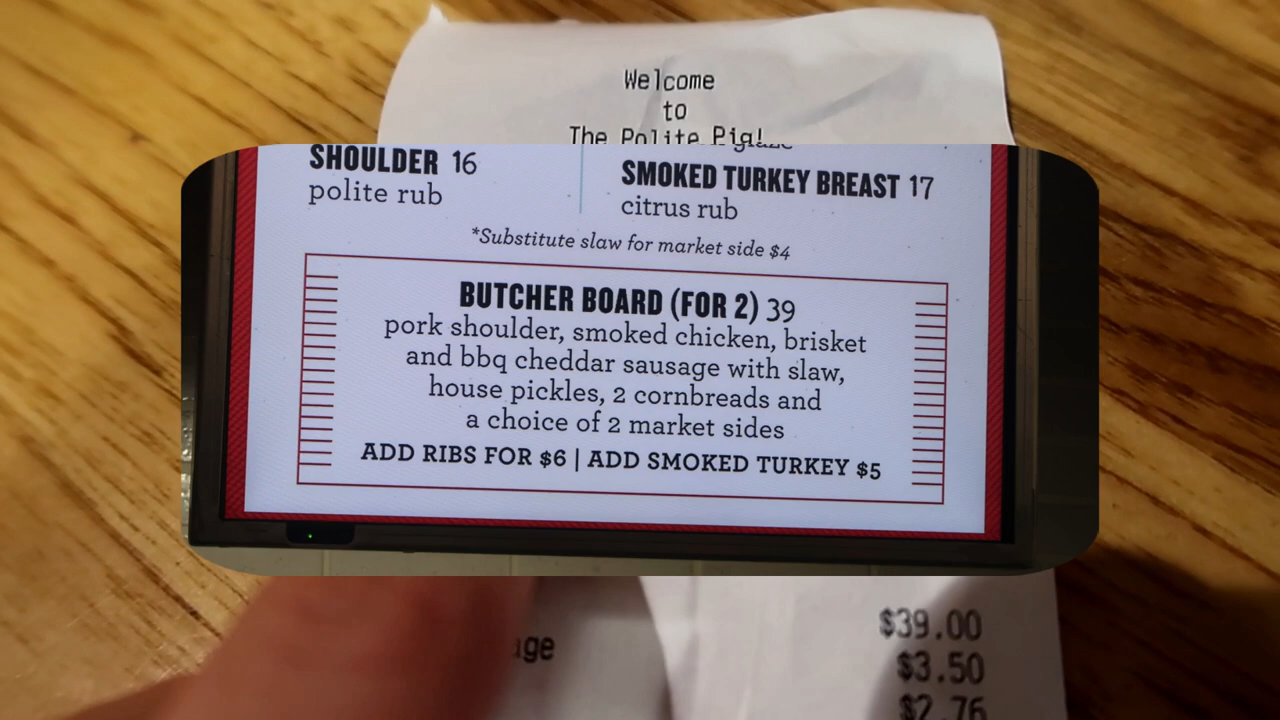 Welcome
to
The Polite Pig!
SHOULDER 16
polite rub
SMOKED TURKEY BREAST 17
citrus rub
*Substitute slaw for market side $4
BUTCHER BOARD (FOR 2) 39
pork shoulder, smoked chicken, brisket
and bbq cheddar sausage with slaw,
house pickles, 2 cornbreads and
a choice of 2 market sides
ADD RIBS FOR $6 | ADD SMOKED TURKEY $5
$39.00
$3.50
$2.76